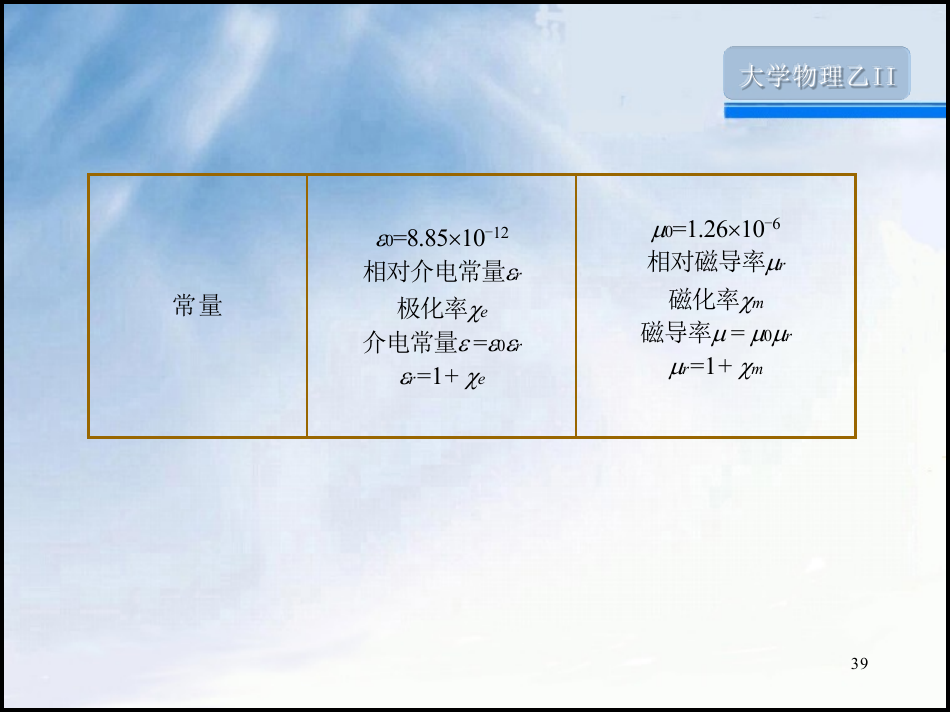 大学物理乙II
常量
ε0=8.85×10−12
相对介电常量εr
极化率χe
介电常量ε=ε0εr
εr=1+ χe
μ0=1.26×10−6
相对磁导率μr
磁化率χm
磁导率μ = μ0μr
μr=1+ χm
39